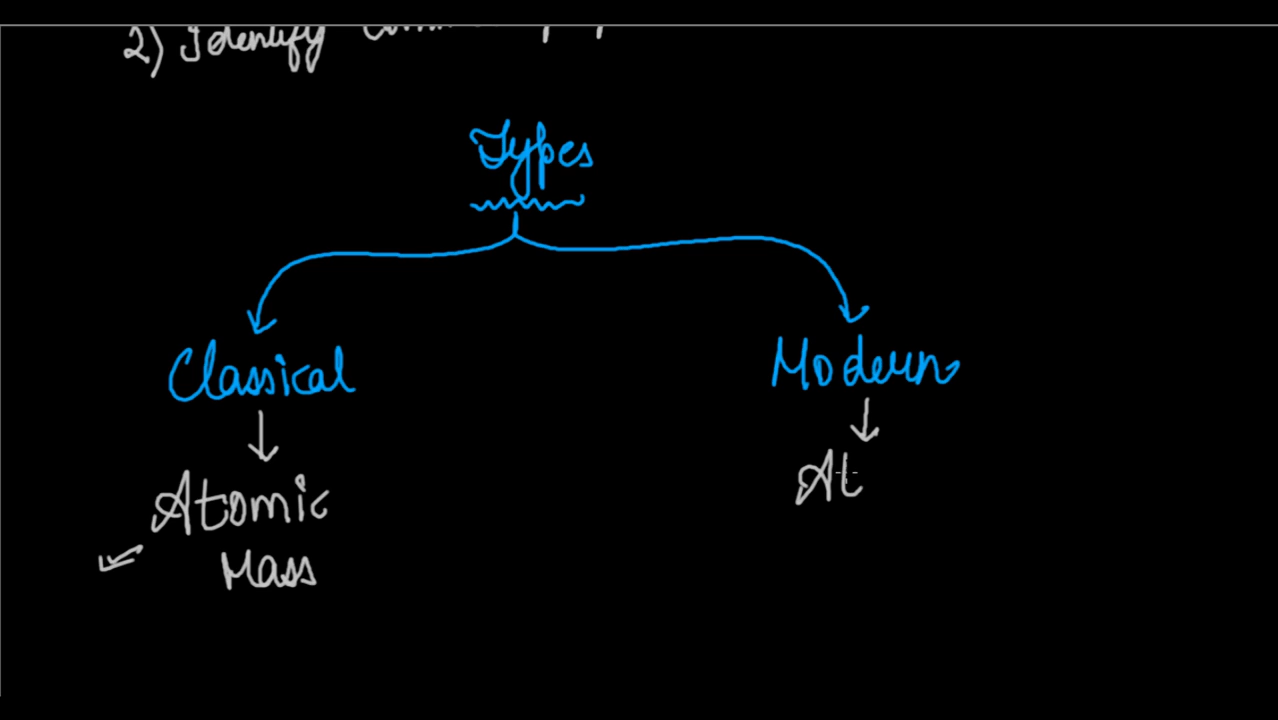 2) Identify
Types
Classical Modern
Atomic At
Mass